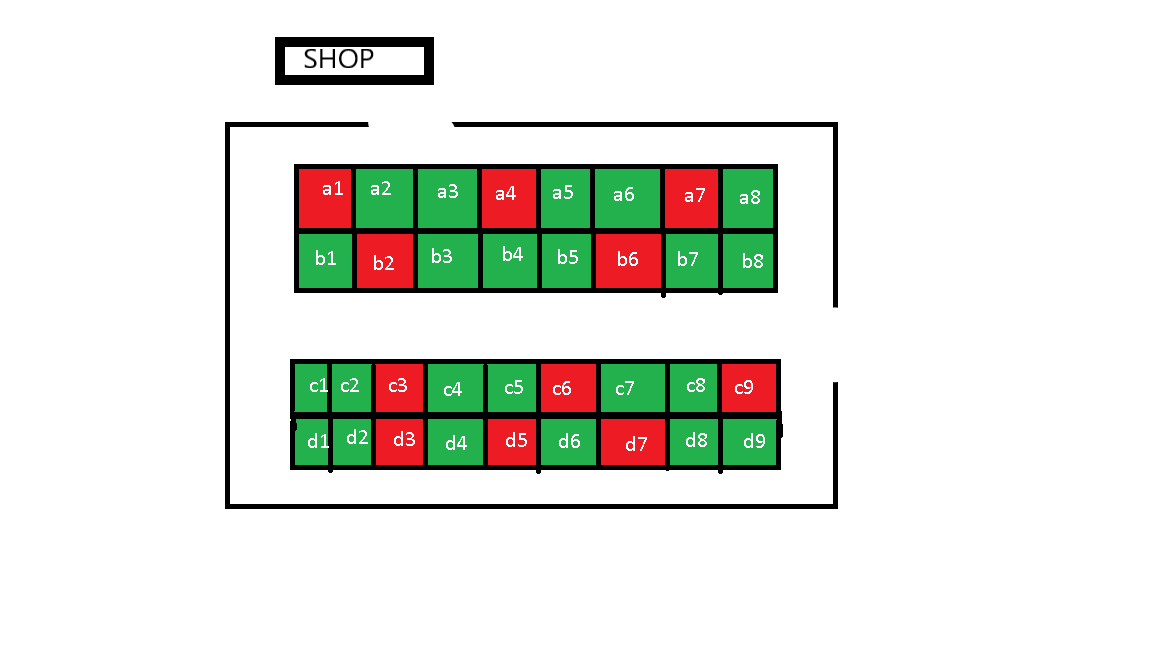 SHOP
a1 a2 a3 a4 a5 a6 a7 a8
b1 b2 b3 b4 b5 b6 b7 b8
c1 c2 c3 c4 c5 c6 c7 c8 c9
d1 d2 d3 d4 d5 d6 d7 d8 d9